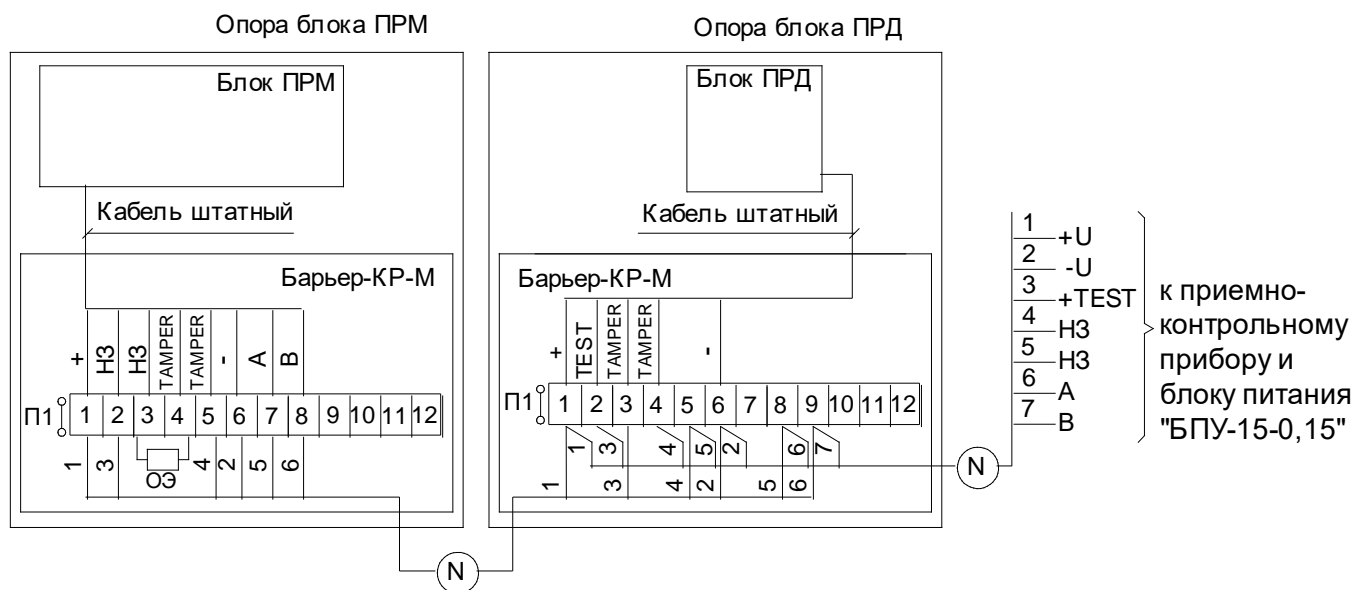 Опора блока ПРМ
Опора блока ПРД
Блок ПРМ
Блок ПРД
Кабель штатный
Кабель штатный
Барьер-КР-М
Барьер-КР-М
+ НЗ НЗ TAMPER TAMPER - A B
+ TEST TAMPER TAMPER -
П1 1 2 3 4 5 6 7 8 9 10 11 12
П1 1 2 3 4 5 6 7 8 9 10 11 12
1 3 ОЭ 4 2 5 6
1 3 4 5 2 6 7
1 3 4 2 5 6
N
N
1 +U
2 -U
3 +TEST
4 НЗ
5 НЗ
6 A
7 B
к приемно-
контрольному
прибору и
блоку питания
"БПУ-15-0,15"